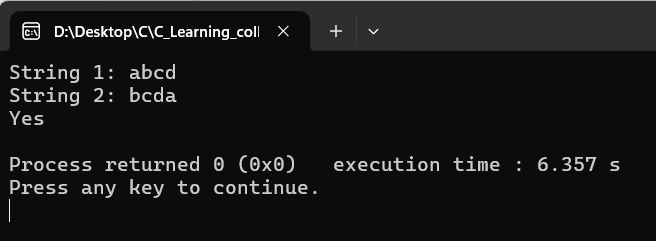 D:\Desktop\C\C_Learning_coll
String 1: abcd
String 2: bcda
Yes
Process returned 0 (0x0)   execution time : 6.357 s
Press any key to continue.